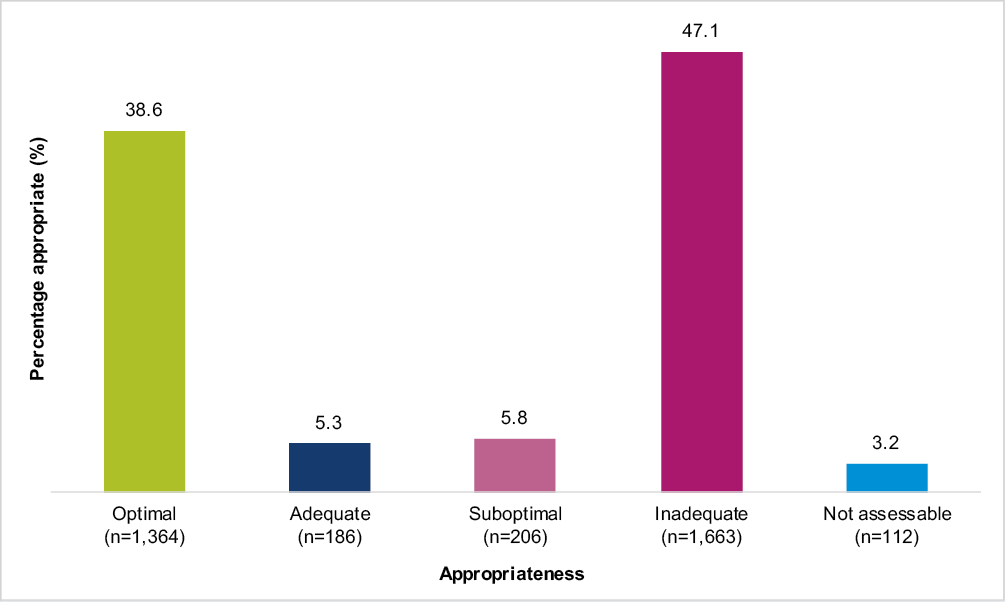 47.1
38.6
5.8
5.3
3.2
Percentage appropriate (%)
Optimal
(n=1,364)
Adequate
(n=186)
Suboptimal
(n=206)
Inadequate
(n=1,663)
Not assessable
(n=112)
Appropriateness